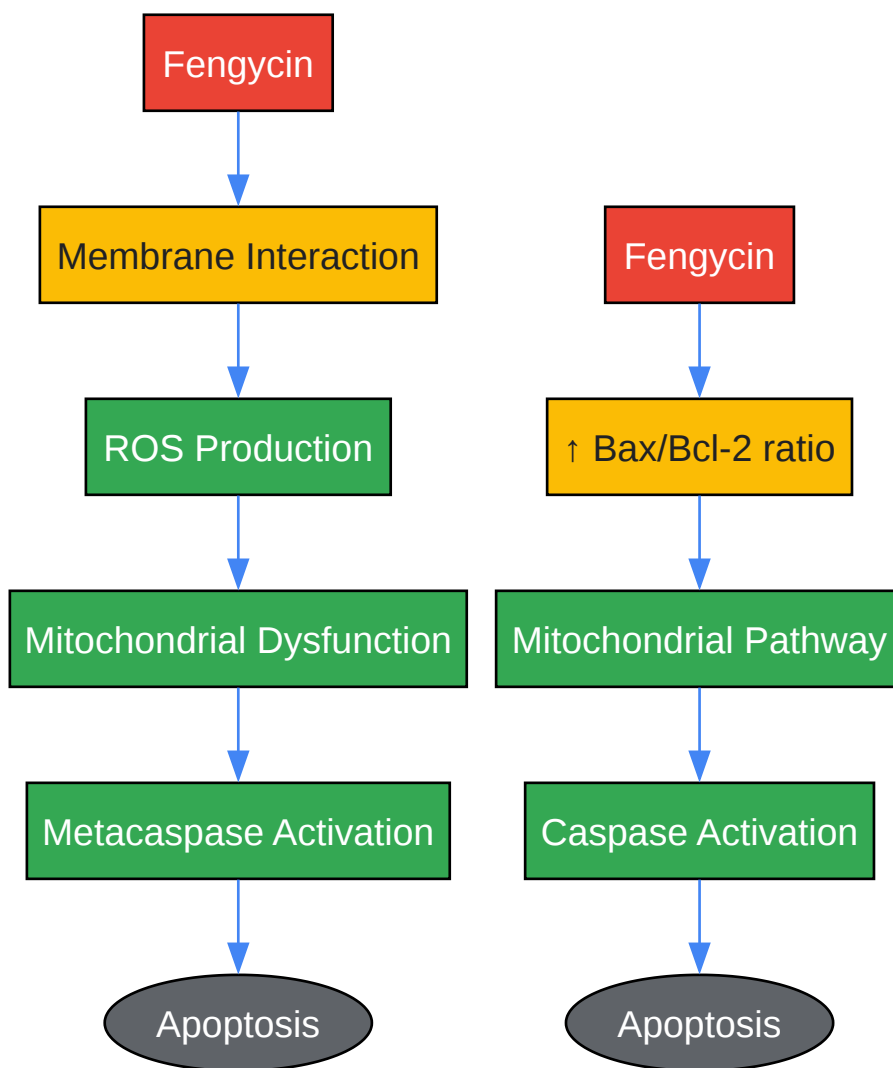 Fengycin
Membrane Interaction
ROS Production
Mitochondrial Dysfunction
Metacaspase Activation
Apoptosis
Fengycin
↑ Bax/Bcl-2 ratio
Mitochondrial Pathway
Caspase Activation
Apoptosis